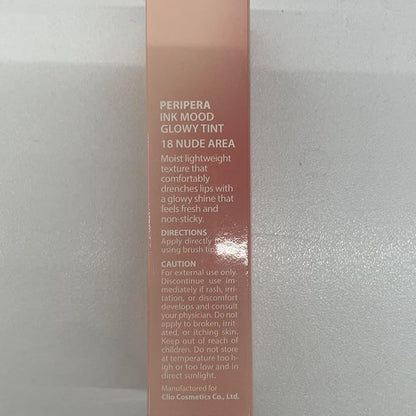 PERIPERA
INK MOOD
GLOWY TINT
18 NUDE AREA
Moist lightweight
texture that
comfortably
drenches lips with
a glowy shine that
feels fresh and
non-sticky.
DIRECTIONS
Apply directly
using brush tip
CAUTION
For external use only.
Discontinue use im-
mediately if rash, irri-
tation, or discomfort
develops and consult
your physician. Do not
apply to broken, irrit-
ated, or itching skin.
Keep out of reach of
children. Do not store
at temperature too hi-
gh or too low and in
direct sunlight.
Manufactored for
Clio Cosmetics Co., Ltd.